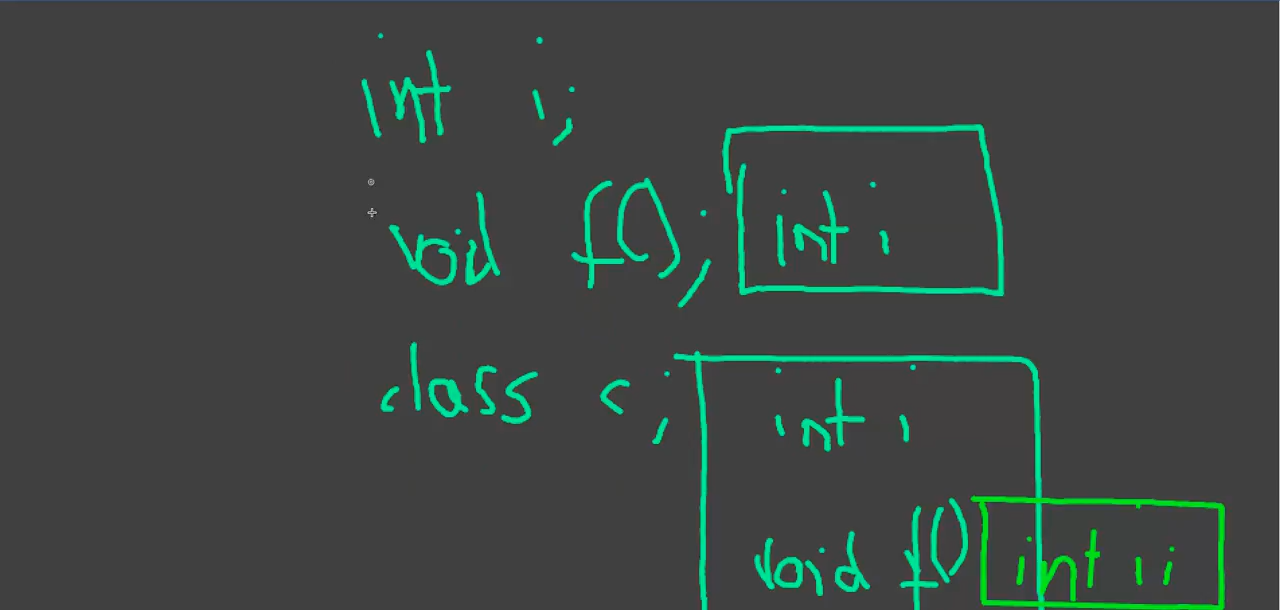 int i;
void f(); int i
class c; int i
void f() int ii